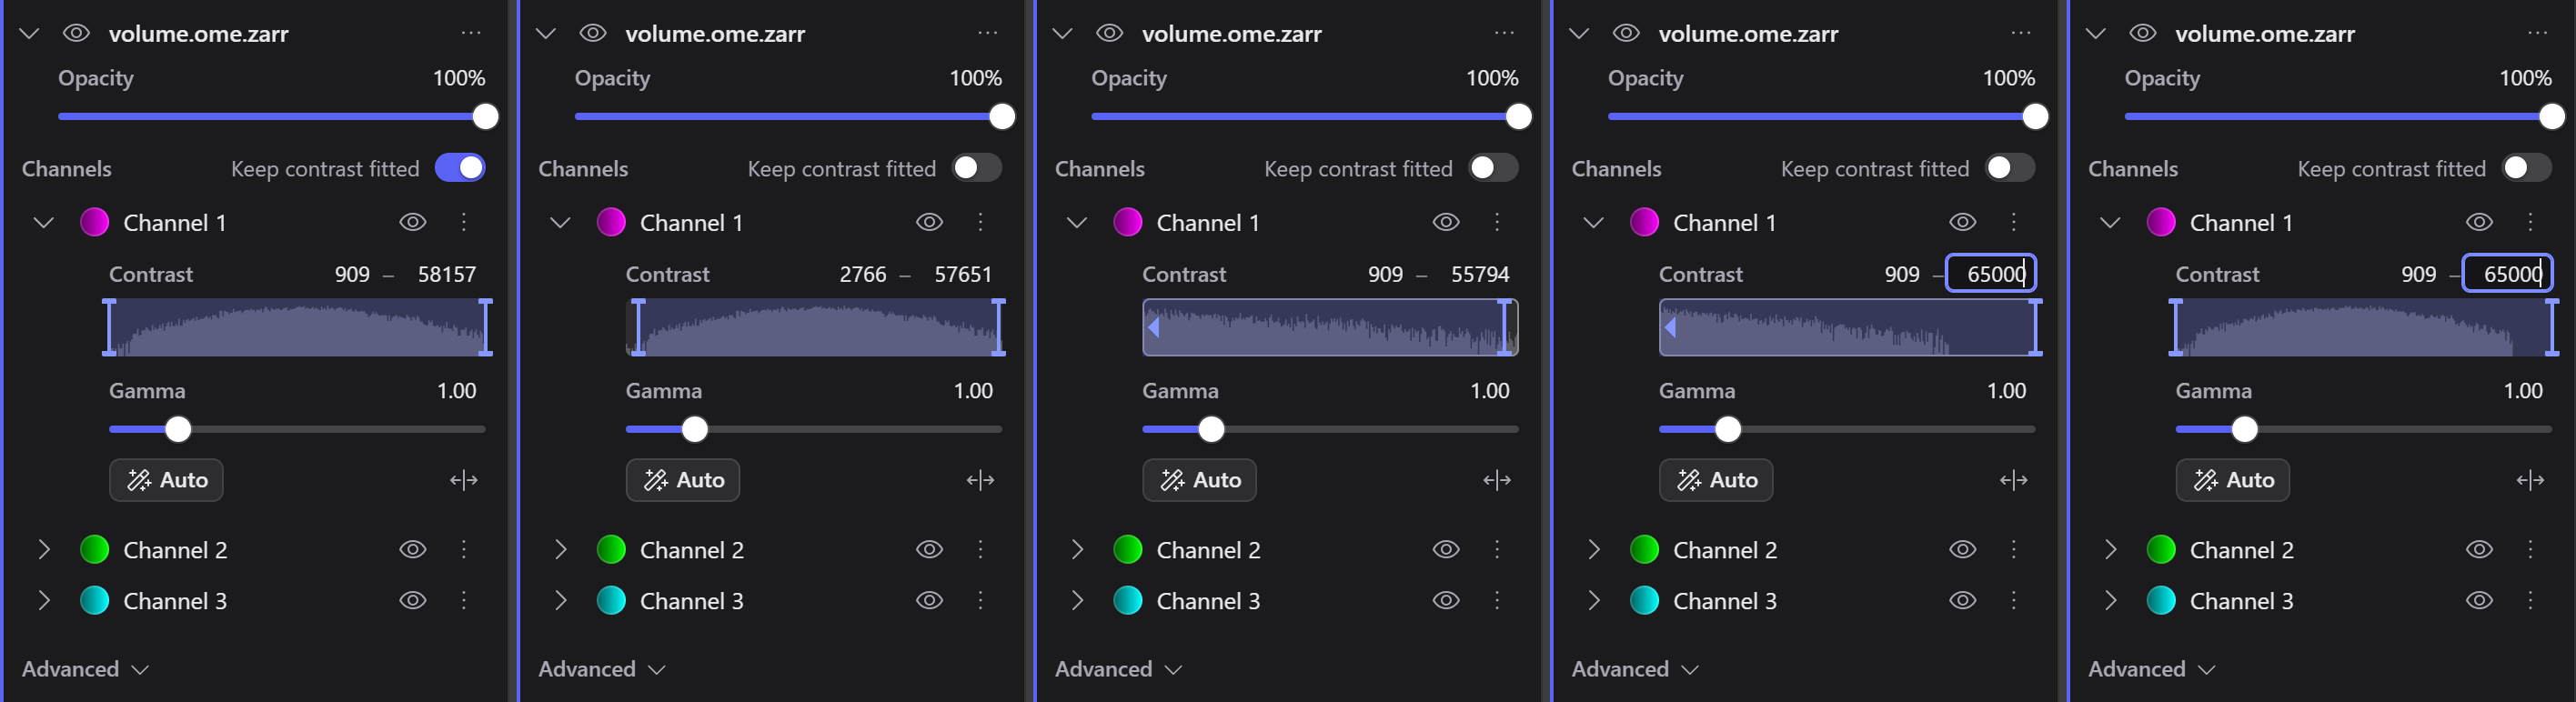 volume.ome.zarr ...
Opacity 100%
Channels Keep contrast fitted
Channel 1
Contrast 909 – 58157
Gamma 1.00
Auto
Channel 2
Channel 3
Advanced
volume.ome.zarr ...
Opacity 100%
Channels Keep contrast fitted
Channel 1
Contrast 2766 – 57651
Gamma 1.00
Auto
Channel 2
Channel 3
Advanced
volume.ome.zarr ...
Opacity 100%
Channels Keep contrast fitted
Channel 1
Contrast 909 – 55794
Gamma 1.00
Auto
Channel 2
Channel 3
Advanced
volume.ome.zarr ...
Opacity 100%
Channels Keep contrast fitted
Channel 1
Contrast 909 – 65000
Gamma 1.00
Auto
Channel 2
Channel 3
Advanced
volume.ome.zarr ...
Opacity 100%
Channels Keep contrast fitted
Channel 1
Contrast 909 – 65000
Gamma 1.00
Auto
Channel 2
Channel 3
Advanced